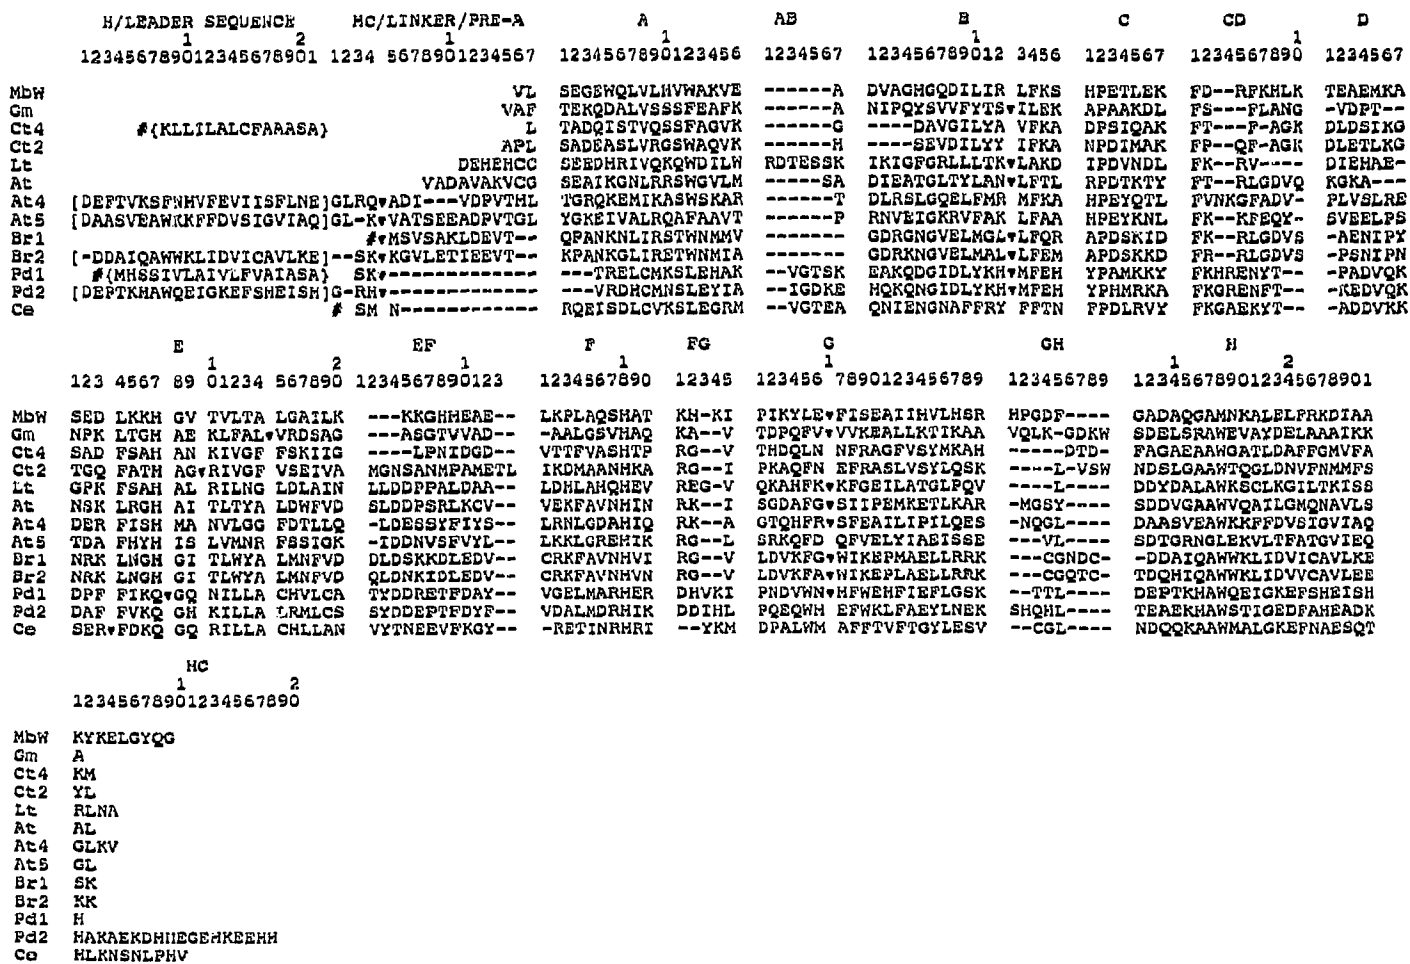 H/LEADER SEQUENCE HC/LINKER/PRE-A A AB B C CD D
1 2 1 1 1 1
123456789012345678901 1234 5678901234567 1234567890123456 1234567 123456789012 3456 1234567 1234567890 1234567
MbW VL SEGEWQLVLHVWAKVE ------A DVAGHGQDILIR LFKS HPETLEK FD--RFKHLK TEAEMKA
Gm VAF TEKQDALVSSSFEAFK ------A NIPQYSVVFYTS▾ILEK APAAKDL FS--FLANG -VDPT--
Ct4 #{KLLILALCFAAASA} L TADQISTVQSSFAGVK ------G ----DAVGILYA VFKA DPSIQAK FT--F-AGK DLDSIKG
Ct2 APL SADEASLVRGSWAQVK ------H ----SEVDILYY IFKA NPDIMAK FP--QF-AGK DLETLKG
Lt DEHEHCC SEEDHRIVQKQWDILW RDTESSK IKIGFGRLLLTK▾LAKD IPDVNDL FK--RV---- DIEHAE-
At VADAVAKVCG SEAIKGNLRRSWGVLM -----SA DIEATGLTYLAN▾LFTL RPDTKTY FT--RLGDVQ KGKA---
At4 [DEFTVKSFWHVFEVIISFLNE]GLRQ▾ADI---VDPVTHL TGRQKEMIKASWSKAR ------T DLRSLGQELFMR MFKA HPEYQTL FVNKGFADV- PLVSLRE
At5 [DAASVEAWKKFFDVSIGVIAQ]GL-K▾VATSEEADPVTGL YGKEIVALRQAFAAVT ------P RNVEIGKRVFAK LFAA HPEYKNL FK--KFEQY- SVEELPS
Br1 #▾MSVSAKLDEVT-- QPANKNLIRSTWNMMV ------- GDRGNGVELMGL▾LFQR APDSKID FK--RLGDVS -AENIPY
Br2 [-DDAIQAWWKLIDVICAVLKE]--SK▾KGVLETIEEVT-- KPANKGLIRETWNMIA ------- GDRKNGVELMAL▾LFEM APDSKKD FK--RLGDVS -PSNIPN
Pd1 #{MHSSIVLAIVLFVAIASA} SK#------------- ---TRELCMKSLEHAK --VGTSK EAKQDGIDLYKH▾MFEH YPAMKKY FKHRENYT-- -PADVQK
Pd2 [DEPTKHAWQEIGKEFSHEISH]G-RH▾------------- ---VRDHCMNSLEYIA --IGDKE HQKQNGIDLYKH▾MFEH YPHMRKA FKGRENFT-- -KEDVQK
Ce # SM N------------ RQEISDLCVKSLEGRM --VGTEA QNIENGNAFFRY FFTN FPDLRVY FKGAEKYT-- -ADDVKK
E EF F FG G GH H
1 2 1 1 1 1 2
123 4567 89 01234 567890 1234567890123 1234567890 12345 123456 7890123456789 123456789 123456789012345678901
MbW SED LKKH GV TVLTA LGAILK ---KKGHHEAE-- LKPLAQSHAT KH-KI PIKYLE▾FISEAIIHVLHSR HPGDF---- GADAQGAMNKALELFRKDIAA
Gm NPK LTGH AE KLFAL▾VRDSAG ---ASGTVVAD-- -AALGSVHAQ KA--V TDPQFV▾VVKEALLKTIKAA VQLK-GDKW SDELSRAWEVAYDELAAAIKK
Ct4 SAD FSAH AN KIVGF FSKIIG ----LPNIDGD-- VTTFVASHTP RG--V THDQLN NFRAGFVSYMKAH -----DTD- FAGAEAAWGATLDAFFGMVFA
Ct2 TGQ FATH AG▾RIVGF VSEIVA MGNSANMPAMETL IKDMAANHKA RG--I PKAQFN EFRASLVSYLQSK ----L-VSW NDSLGAAWTQGLDNVFNMMFS
Lt GPK FSAH AL RILNG LDLAIN LLDDPPALDAA-- LDHLAHQHEV REG-V QKAHFK▾KFGEILATGLPQV ----L---- DDYDALAWKSCLKGILTKISS
At NSK LRGH AI TLTYA LDWFVD SLDDPSRLKCV-- VEKFAVNHIN RK--I SGDAFG▾SIIPEMKETLKAR -MGSY---- SDDVGAAWVQAILGMQNAVLS
At4 DER FISH MA NVLGG FDTLLQ -LDESSYFIYS-- LRNLGDAHIQ RK--A GTQHFR▾SFEAILIPILQES -NQGL---- DAASVEAWKKFFDVSIGVIAQ
At5 TDA FHYH IS LVMNR FSSIGK -IDDNVSFVYL-- LKKLGREHIK RG--L SRKQFD QFVELYIAEISSE ---VL---- SDTGRNGLEKVLTFATGVIEQ
Br1 NRK LNGH GI TLWYA LMNFVD DLDSKKDLEDV-- CRKFAVNHVI RG--V LDVKFG▾WIKEPMAELLRRK ---CGNDC- -DDAIQAWWKLIDVICAVLKE
Br2 NRK LNGH GI TLWYA LMNFVD QLDNKIDLEDV-- CRKFAVNHVN RG--V LDVKFA▾WIKEPLAELLRRK ---CGQTC- TDQHIQAWWKLIDVVCAVLEE
Pd1 DPF FIKQ▾GQ NILLA CHVLCA TYDDRETFDAY-- VGELMARHER DHVKI PNDVWN▾HFWEHFIEFLGSK --TTL---- DEPTKHAWQEIGKEFSHEISH
Pd2 DAF FVKQ GH KILLA LRMLCS SYDDEPTFDYF-- VDALMDRHIK DDIHL PQEQWH EFWKLFAEYLNEK SHQHL---- TEAEKHAWSTIGEDFAHEADK
Ce SER▾FDKQ GQ RILLA CHLLAN VYTNEEVFKGY-- -RETINRHRI --YKM DPALWM AFFTVFTGYLESV --CGL---- NDQQKAAWMALGKEFNAESQT
HC
1 2
12345678901234567890
MbW KYKELGYQG
Gm A
Ct4 KM
Ct2 YL
Lt RLNA
At AL
At4 GLKV
At5 GL
Br1 SK
Br2 KK
Pd1 H
Pd2 HAKAEKDHHEGEHKEEHH
Ce HLKNSNLPHV